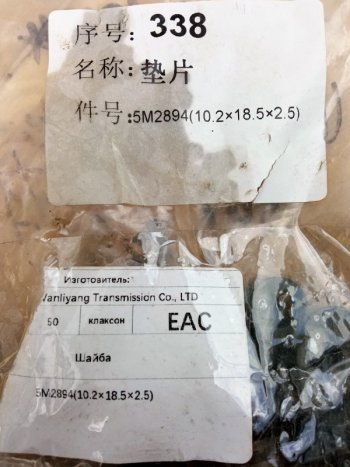 序号: 338
名称: 垫片
件号: 5M2894(10.2×18.5×2.5)
Изготовитель:
Wanliyang Transmission Co., LTD
50 клаксон EAC
Шайба
5M2894(10.2×18.5×2.5)